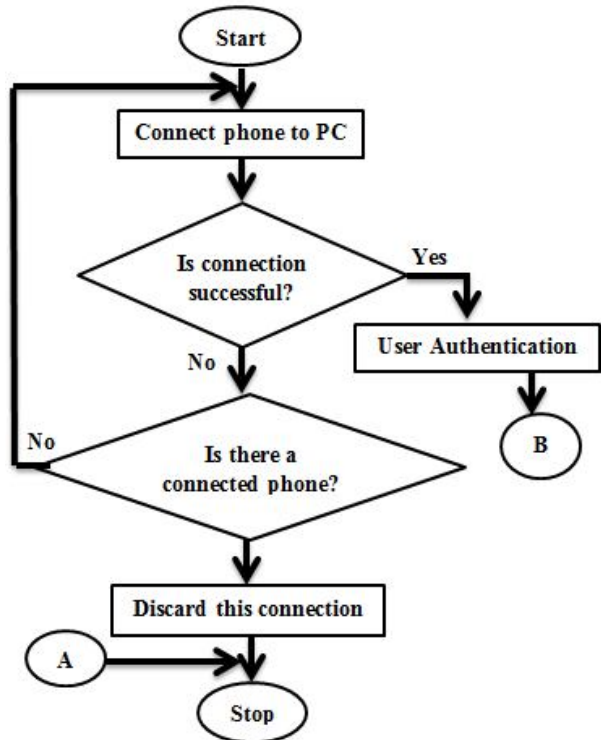 Start
Connect phone to PC
Is connection
successful?
Yes
User Authentication
No
B
No
Is there a
connected phone?
Discard this connection
A
Stop